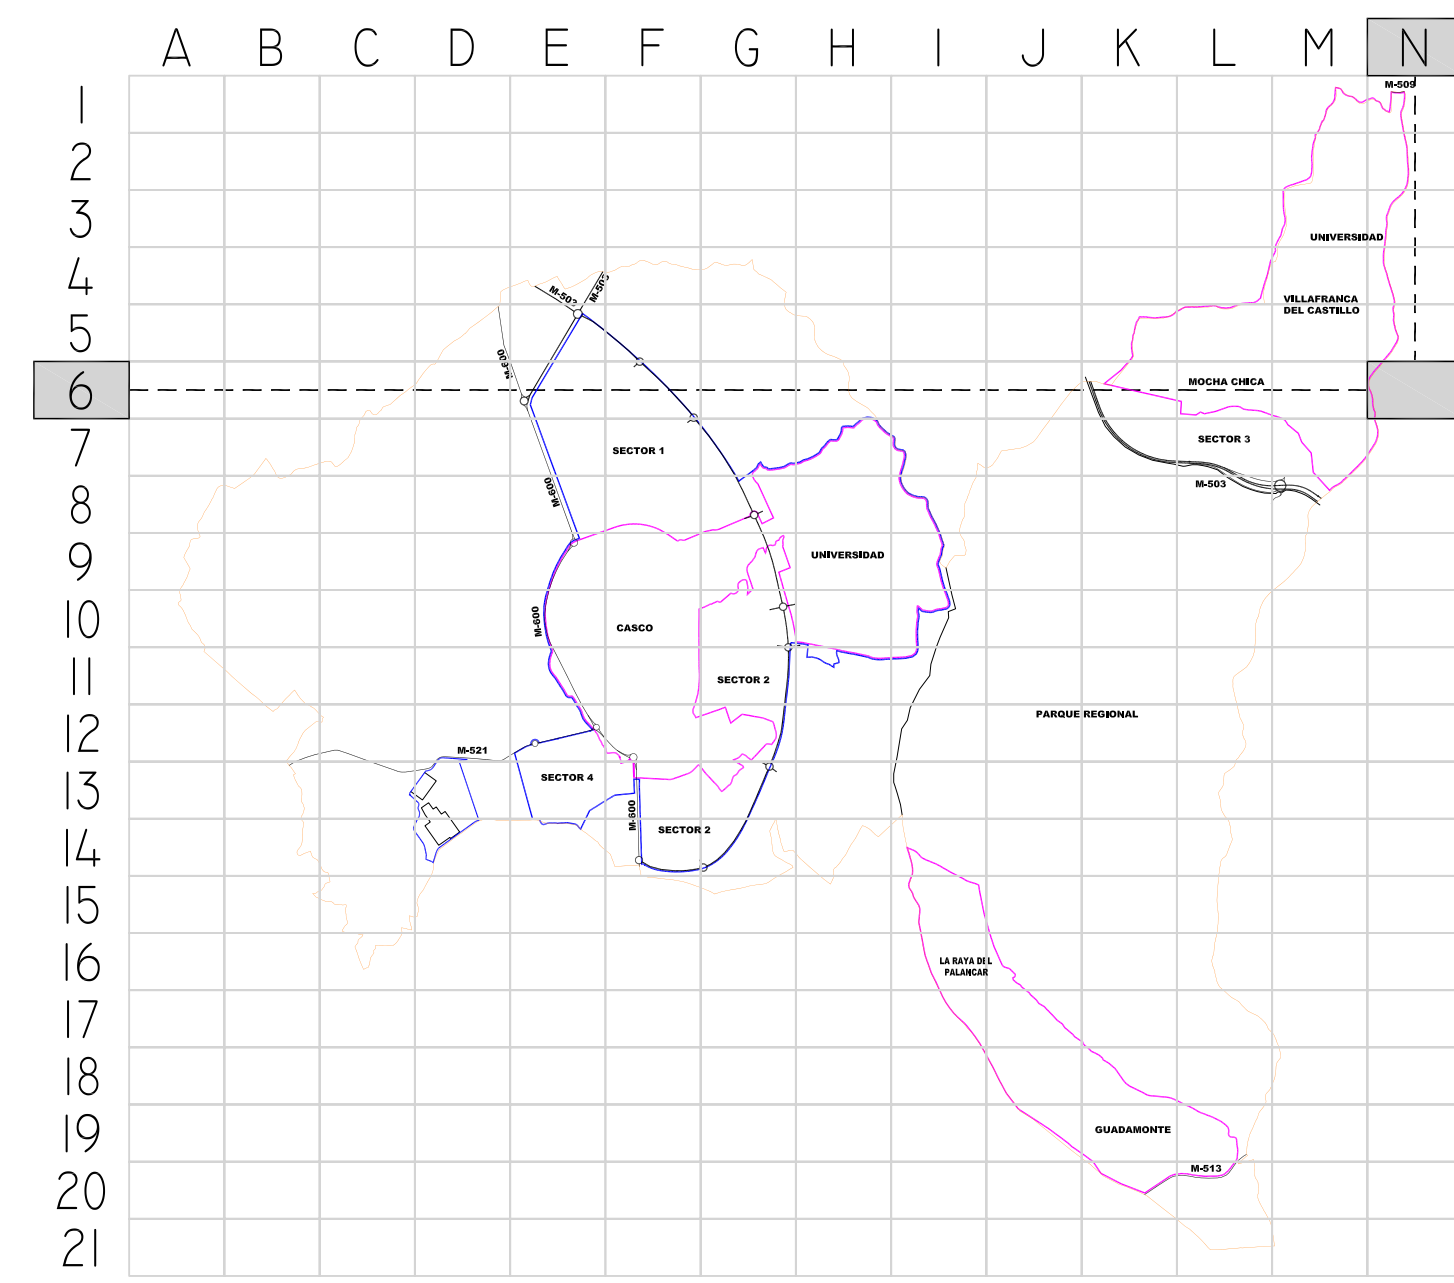 A B C D E F G H I J K L M N
1
M-509
2
3
UNIVERSIDAD
4
M-503
M-509
VILLAFRANCA
DEL CASTILLO
5
M-600
6
MOCHA CHICA
7
SECTOR 1
SECTOR 3
8
M-600
M-503
9
UNIVERSIDAD
10
M-600
CASCO
11
SECTOR 2
12
PARQUE REGIONAL
M-521
13
SECTOR 4
M-600
14
SECTOR 2
15
16
LA RAYA DEL
PALANCAR
17
18
19
GUADAMONTE
20
M-513
21